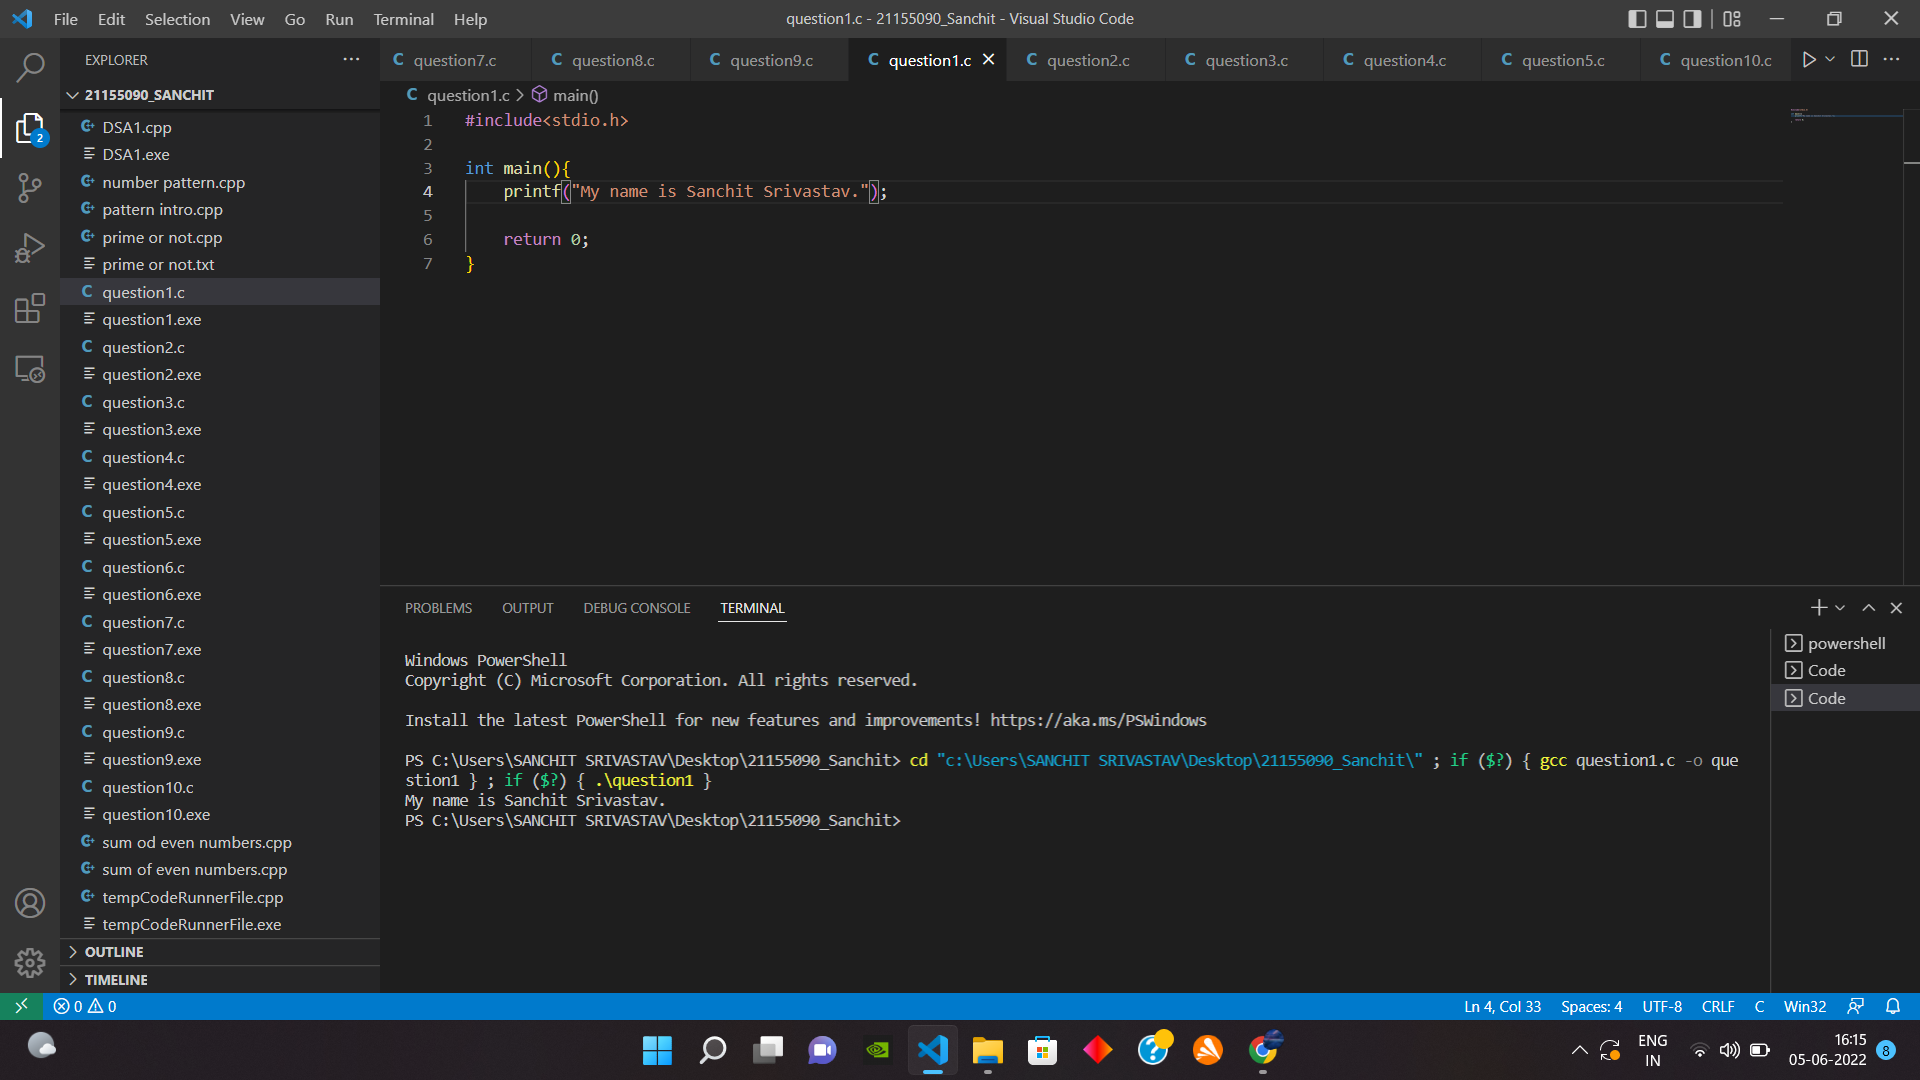 File Edit Selection View Go Run Terminal Help
question1.c - 21155090_Sanchit - Visual Studio Code
EXPLORER
21155090_SANCHIT
DSA1.cpp
DSA1.exe
number pattern.cpp
pattern intro.cpp
prime or not.cpp
prime or not.txt
question1.c
question1.exe
question2.c
question2.exe
question3.c
question3.exe
question4.c
question4.exe
question5.c
question5.exe
question6.c
question6.exe
question7.c
question7.exe
question8.c
question8.exe
question9.c
question9.exe
question10.c
question10.exe
sum od even numbers.cpp
sum of even numbers.cpp
tempCodeRunnerFile.cpp
tempCodeRunnerFile.exe
OUTLINE
TIMELINE
2
C question7.c C question8.c C question9.c C question1.c C question2.c C question3.c C question4.c C question5.c C question10.c
C question1.c > main()
1 #include<stdio.h>
2
3 int main(){
4 printf("My name is Sanchit Srivastav.");
5
6 return 0;
7 }
PROBLEMS OUTPUT DEBUG CONSOLE TERMINAL
Windows PowerShell
Copyright (C) Microsoft Corporation. All rights reserved.
Install the latest PowerShell for new features and improvements! https://aka.ms/PSWindows
PS C:\Users\SANCHIT SRIVASTAV\Desktop\21155090_Sanchit> cd "c:\Users\SANCHIT SRIVASTAV\Desktop\21155090_Sanchit\" ; if ($?) { gcc question1.c -o que
stion1 } ; if ($?) { .\question1 }
My name is Sanchit Srivastav.
PS C:\Users\SANCHIT SRIVASTAV\Desktop\21155090_Sanchit>
powershell
Code
Code
0 0
Ln 4, Col 33 Spaces: 4 UTF-8 CRLF C Win32
ENG
IN
16:15
05-06-2022
8